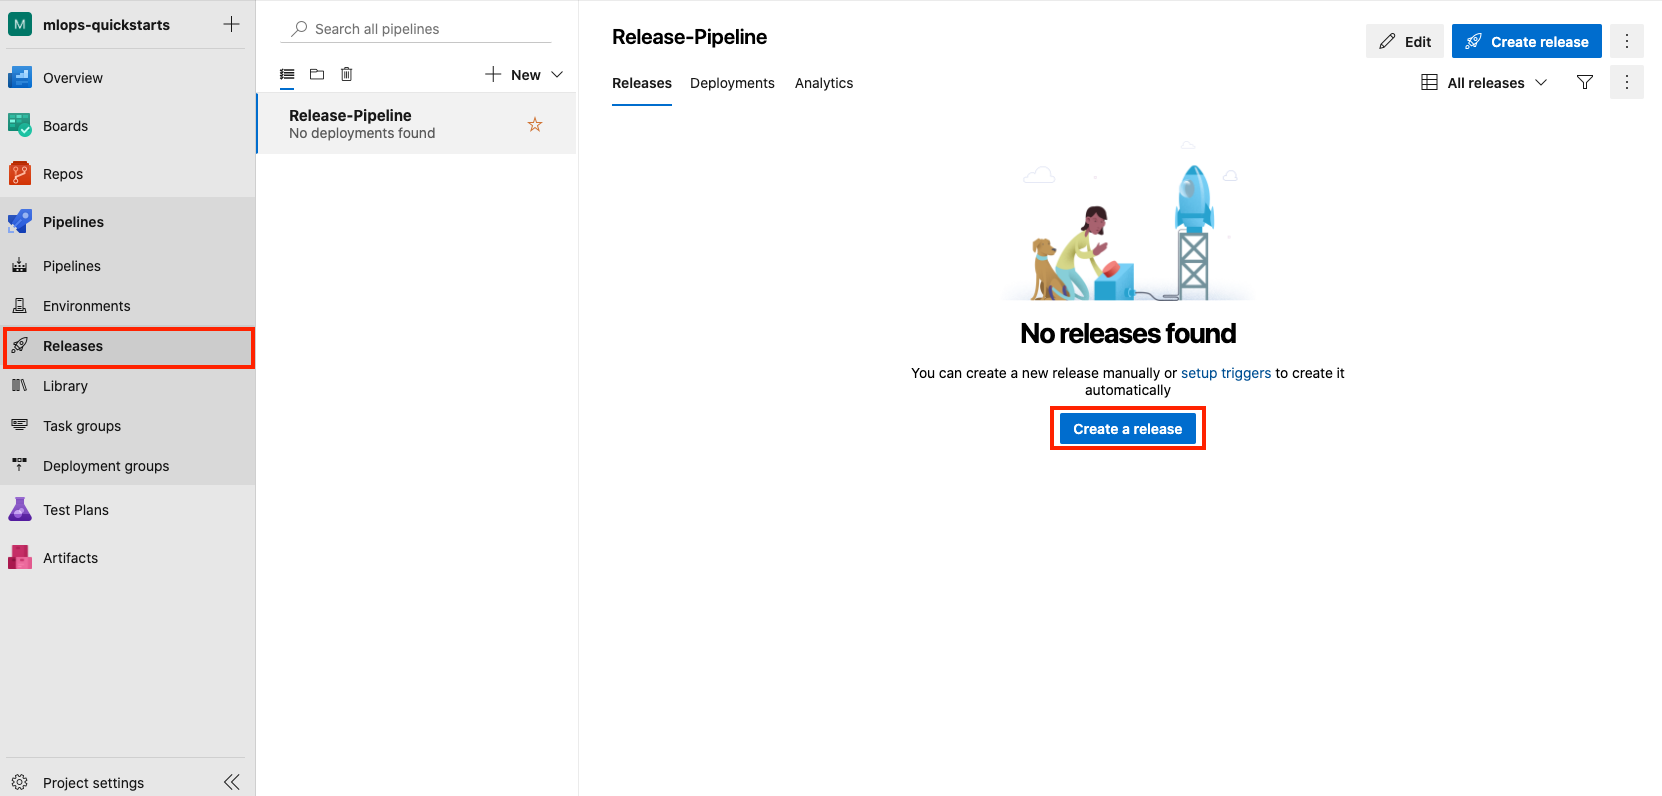 M mlops-quickstarts
Overview
Boards
Repos
Pipelines
Pipelines
Environments
Releases
Library
Task groups
Deployment groups
Test Plans
Artifacts
Project settings
Search all pipelines
New
Release-Pipeline
No deployments found
Release-Pipeline
Edit
Create release
Releases
Deployments
Analytics
All releases
No releases found
You can create a new release manually or setup triggers to create it
automatically
Create a release